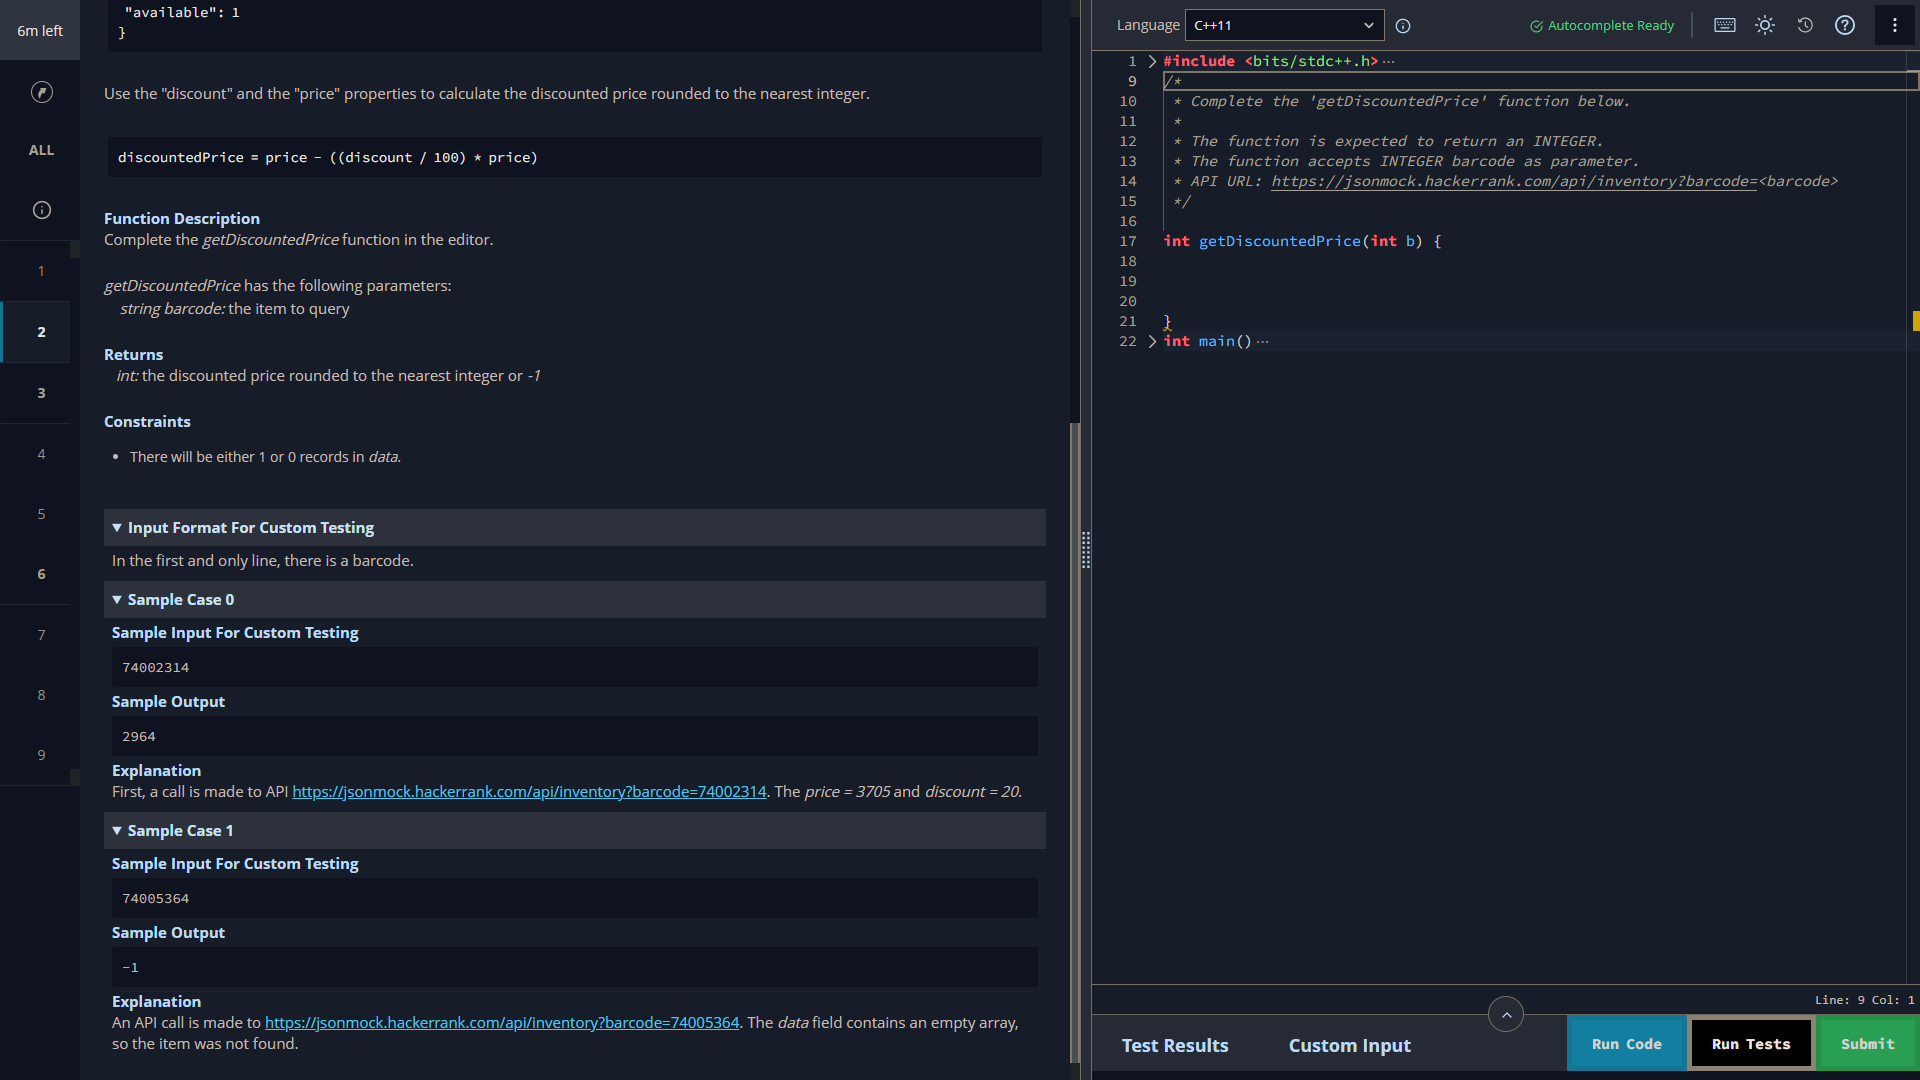 6m left
ALL
1
2
3
4
5
6
7
8
9
"available": 1
}
Use the "discount" and the "price" properties to calculate the discounted price rounded to the nearest integer.
discountedPrice = price - ((discount / 100) * price)
Function Description
Complete the getDiscountedPrice function in the editor.
getDiscountedPrice has the following parameters:
string barcode: the item to query
Returns
int: the discounted price rounded to the nearest integer or -1
Constraints
• There will be either 1 or 0 records in data.
▼ Input Format For Custom Testing
In the first and only line, there is a barcode.
▼ Sample Case 0
Sample Input For Custom Testing
74002314
Sample Output
2964
Explanation
First, a call is made to API https://jsonmock.hackerrank.com/api/inventory?barcode=74002314. The price = 3705 and discount = 20.
▼ Sample Case 1
Sample Input For Custom Testing
74005364
Sample Output
-1
Explanation
An API call is made to https://jsonmock.hackerrank.com/api/inventory?barcode=74005364. The data field contains an empty array,
so the item was not found.
Language C++11 Autocomplete Ready
1 #include <bits/stdc++.h>···
9 /*
10 * Complete the 'getDiscountedPrice' function below.
11 *
12 * The function is expected to return an INTEGER.
13 * The function accepts INTEGER barcode as parameter.
14 * API URL: https://jsonmock.hackerrank.com/api/inventory?barcode=<barcode>
15 */
16
17 int getDiscountedPrice(int b) {
18
19
20
21 }
22 int main()···
Line: 9 Col: 1
Test Results Custom Input Run Code Run Tests Submit